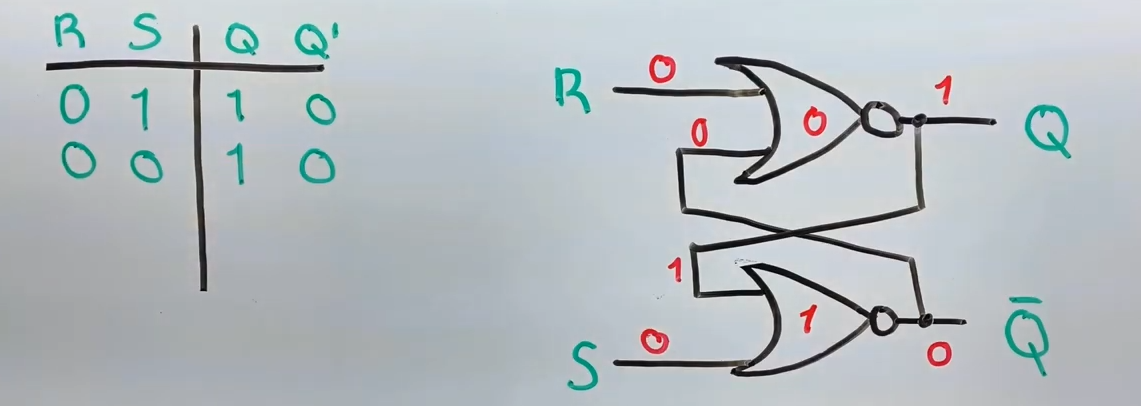 R S Q Q'
0 1 1 0
0 0 1 0
R 0 0 0 1 Q
1 1
S 0 0 Q̄